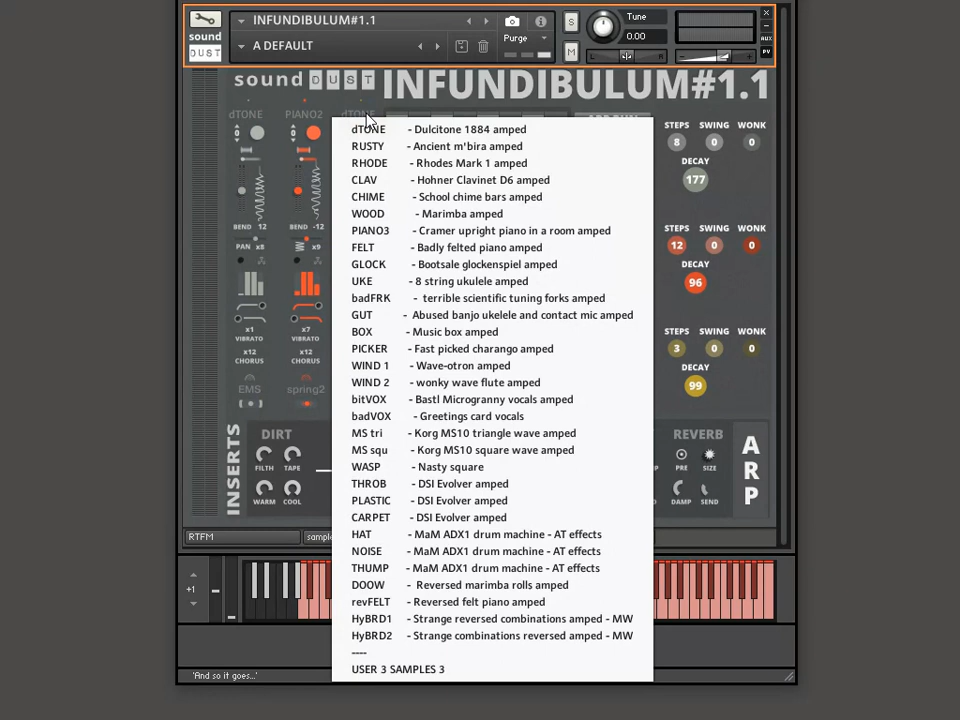 INFUNDIBULUM#1.1
A DEFAULT
Purge
S
M
Tune
0.00
L R
AUX
PV
sound DUST
sound DUST INFUNDIBULUM#1.1
dTONE PIANO2 dTONE
STEPS SWING WONK
8 0 0
DECAY
177
STEPS SWING WONK
12 0 0
DECAY
96
STEPS SWING WONK
3 0 0
DECAY
99
BEND 12 BEND -12
PAN x8 x9
x1 x7
VIBRATO VIBRATO
x12 x12
CHORUS CHORUS
EMS spring2
dTONE - Dulcitone 1884 amped
RUSTY - Ancient m'bira amped
RHODE - Rhodes Mark 1 amped
CLAV - Hohner Clavinet D6 amped
CHIME - School chime bars amped
WOOD - Marimba amped
PIANO3 - Cramer upright piano in a room amped
FELT - Badly felted piano amped
GLOCK - Bootsale glockenspiel amped
UKE - 8 string ukulele amped
badFRK - terrible scientific tuning forks amped
GUT - Abused banjo ukelele and contact mic amped
BOX - Music box amped
PICKER - Fast picked charango amped
WIND 1 - Wave-otron amped
WIND 2 - wonky wave flute amped
bitVOX - Bastl Microgranny vocals amped
badVOX - Greetings card vocals
MS tri - Korg MS10 triangle wave amped
MS squ - Korg MS10 square wave amped
WASP - Nasty square
THROB - DSI Evolver amped
PLASTIC - DSI Evolver amped
CARPET - DSI Evolver amped
HAT - MaM ADX1 drum machine - AT effects
NOISE - MaM ADX1 drum machine - AT effects
THUMP - MaM ADX1 drum machine - AT effects
DOOW - Reversed marimba rolls amped
revFELT - Reversed felt piano amped
HyBRD1 - Strange reversed combinations amped - MW
HyBRD2 - Strange combinations reversed amped - MW
----
USER 3 SAMPLES 3
INSERTS
DIRT
FILTH TAPE
WARM COOL
REVERB
PRE SIZE
DAMP SEND
ARP
RTFM
+1
'And so it goes...'